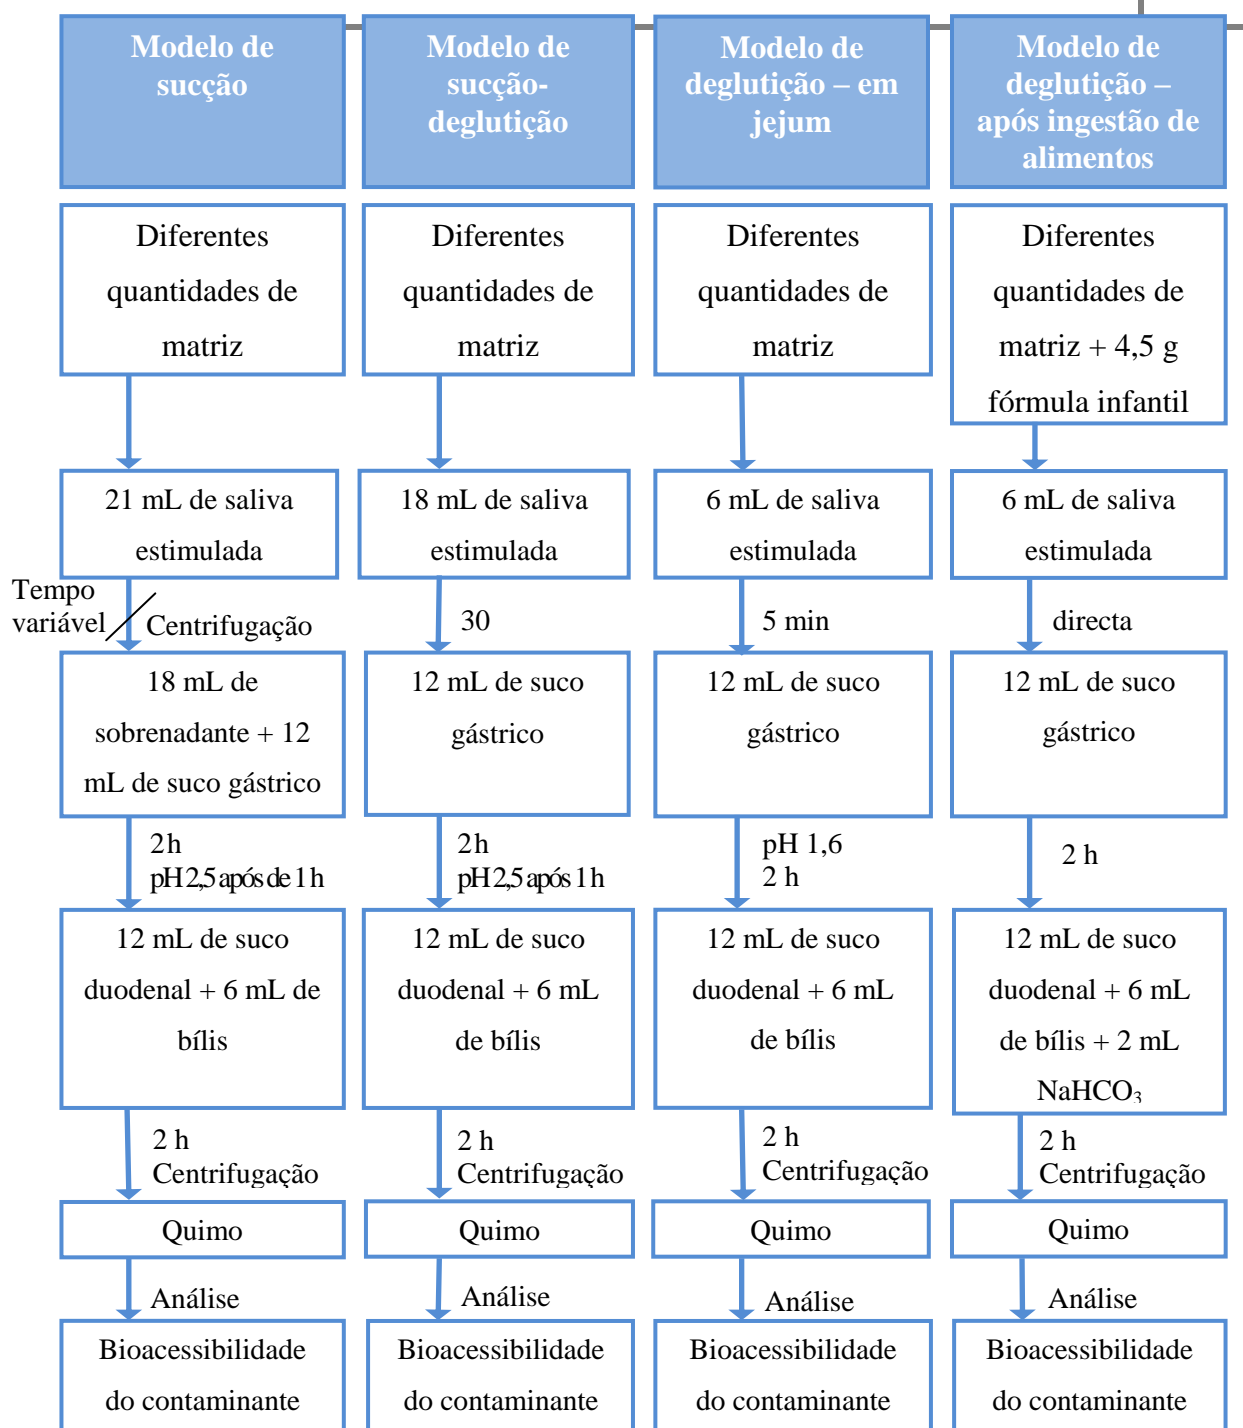 Modelo de
sucção
Modelo de
sucção-
deglutição
Modelo de
deglutição – em
jejum
Modelo de
deglutição –
após ingestão de
alimentos
Diferentes
quantidades de
matriz
Diferentes
quantidades de
matriz
Diferentes
quantidades de
matriz
Diferentes
quantidades de
matriz + 4,5 g
fórmula infantil
21 mL de saliva
estimulada
18 mL de saliva
estimulada
6 mL de saliva
estimulada
6 mL de saliva
estimulada
Tempo
variável
Centrifugação
30
5 min
directa
18 mL de
sobrenadante + 12
mL de suco gástrico
12 mL de suco
gástrico
12 mL de suco
gástrico
12 mL de suco
gástrico
2 h
pH 2,5 após de 1 h
2 h
pH 2,5 após 1 h
pH 1,6
2 h
2 h
12 mL de suco
duodenal + 6 mL de
bílis
12 mL de suco
duodenal + 6 mL
de bílis
12 mL de suco
duodenal + 6 mL
de bílis
12 mL de suco
duodenal + 6 mL
de bílis + 2 mL
NaHCO₃
2 h
Centrifugação
2 h
Centrifugação
2 h
Centrifugação
2 h
Centrifugação
Quimo
Quimo
Quimo
Quimo
Análise
Análise
Análise
Análise
Bioacessibilidade
do contaminante
Bioacessibilidade
do contaminante
Bioacessibilidade
do contaminante
Bioacessibilidade
do contaminante